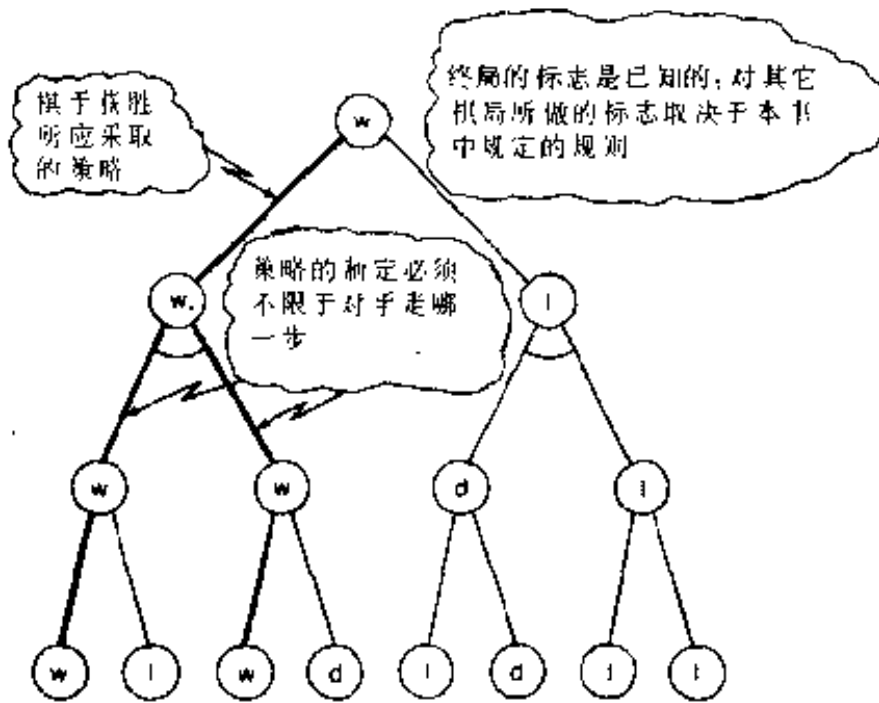 棋手获胜
所应采取
的策略
终局的标志是已知的,对其它
棋局所做的标志取决于本书
中规定的规则
w
策略的制定必须
不限于对手走哪
一步
w. l
w w d l
w l w d l d l l